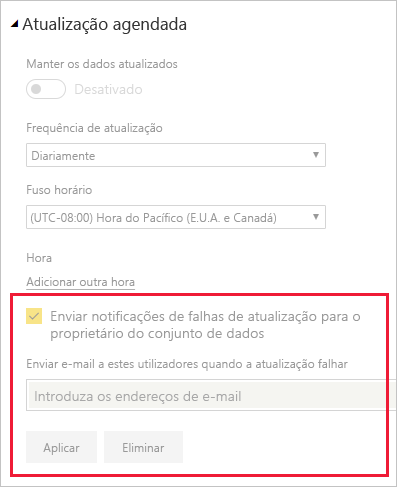 Atualização agendada
Manter os dados atualizados
Desativado
Frequência de atualização
Diariamente
Fuso horário
(UTC-08:00) Hora do Pacífico (E.U.A. e Canadá)
Hora
Adicionar outra hora
Enviar notificações de falhas de atualização para o
proprietário do conjunto de dados
Enviar e-mail a estes utilizadores quando a atualização falhar
Introduza os endereços de e-mail
Aplicar
Eliminar